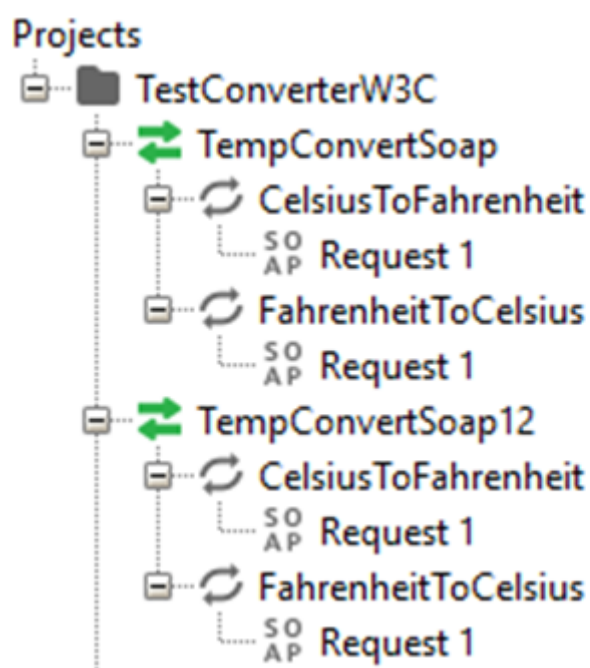 Projects
TestConverterW3C
TempConvertSoap
CelsiusToFahrenheit
SO
AP Request 1
FahrenheitToCelsius
SO
AP Request 1
TempConvertSoap12
CelsiusToFahrenheit
SO
AP Request 1
FahrenheitToCelsius
SO
AP Request 1